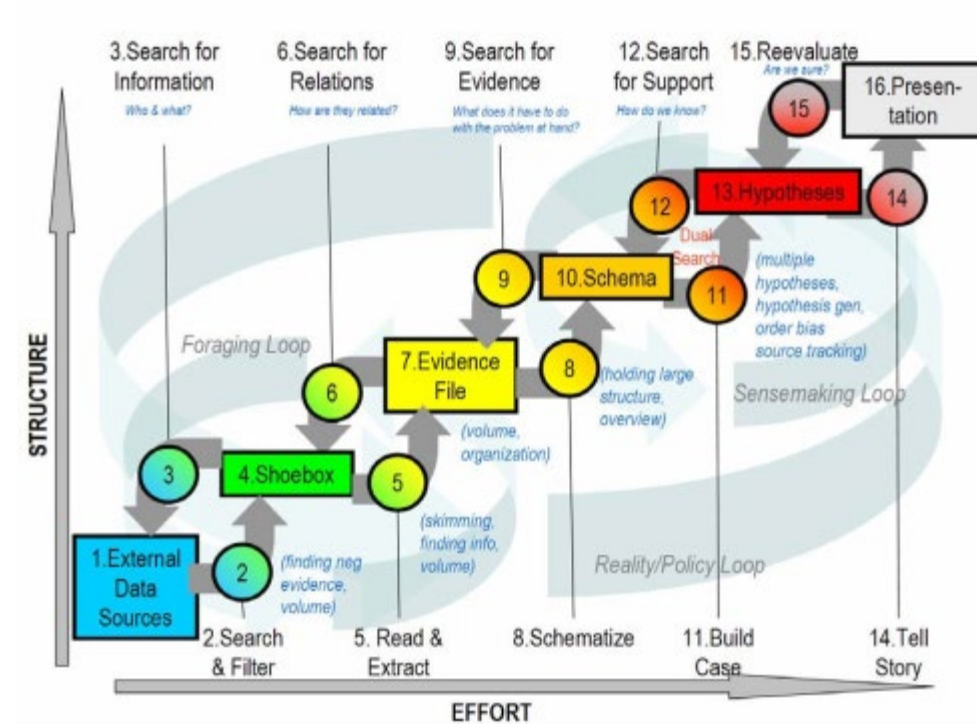 3.Search for
Information
Who & what?
6.Search for
Relations
How are they related?
9.Search for
Evidence
What does it have to do
with the problem at hand?
12.Search
for Support
How do we know?
15.Reevaluate
Are we sure?
15
16.Presen-
tation
STRUCTURE
12
13.Hypotheses
14
Dual
Search
9
10.Schema
11
(multiple
hypotheses,
hypothesis gen,
order bias
source tracking)
Foraging Loop
7.Evidence
File
8
(holding large
structure,
overview)
Sensemaking Loop
6
(volume,
organization)
3
4.Shoebox
5
(skimming,
finding info,
volume)
1.External
Data
Sources
2
(finding neg
evidence,
volume)
Reality/Policy Loop
2.Search
& Filter
5. Read &
Extract
8.Schematize
11.Build
Case
14.Tell
Story
EFFORT